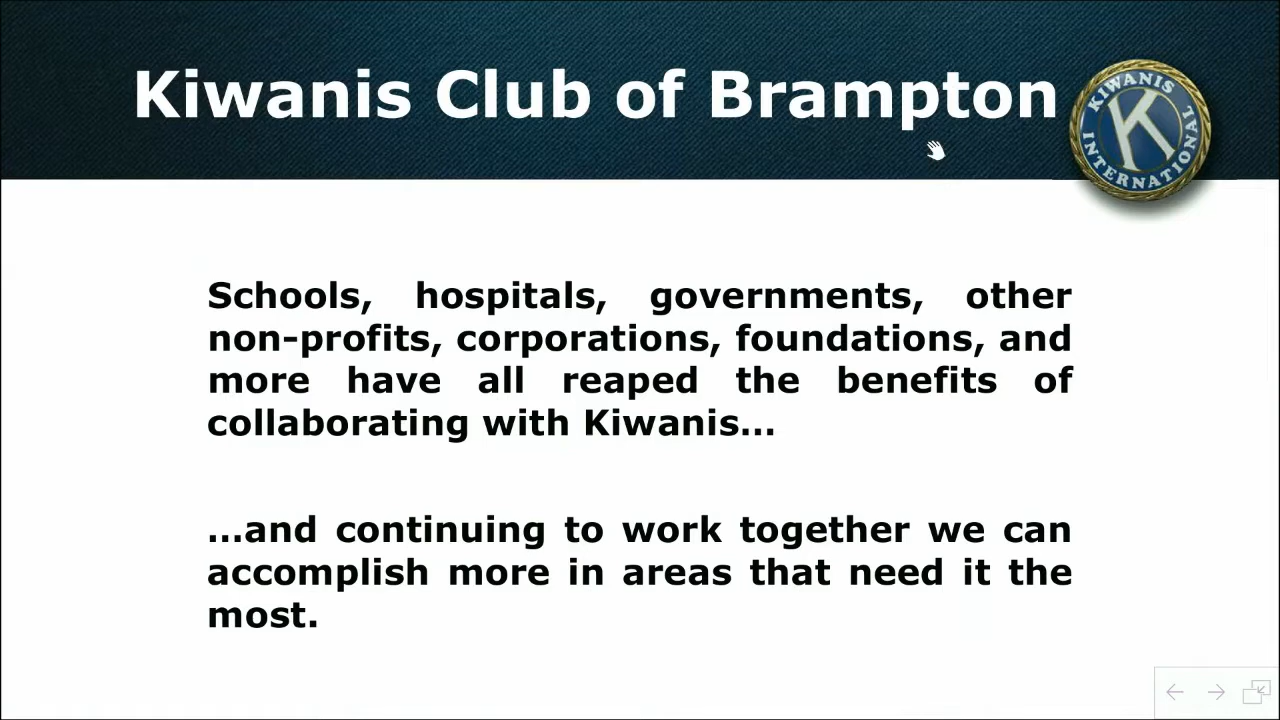 Kiwanis Club of Brampton
KIWANIS
K
INTERNATIONAL
Schools, hospitals, governments, other
non-profits, corporations, foundations, and
more have all reaped the benefits of
collaborating with Kiwanis…
…and continuing to work together we can
accomplish more in areas that need it the
most.